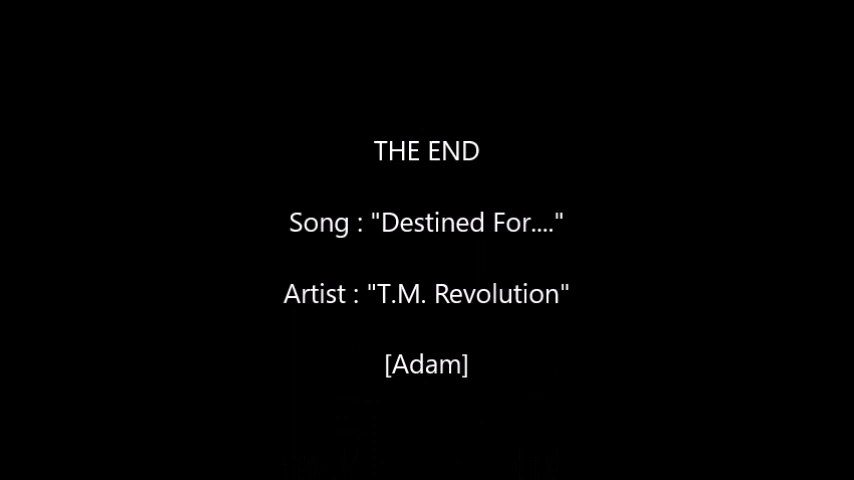 THE END
Song : "Destined For...."
Artist : "T.M. Revolution"
[Adam]